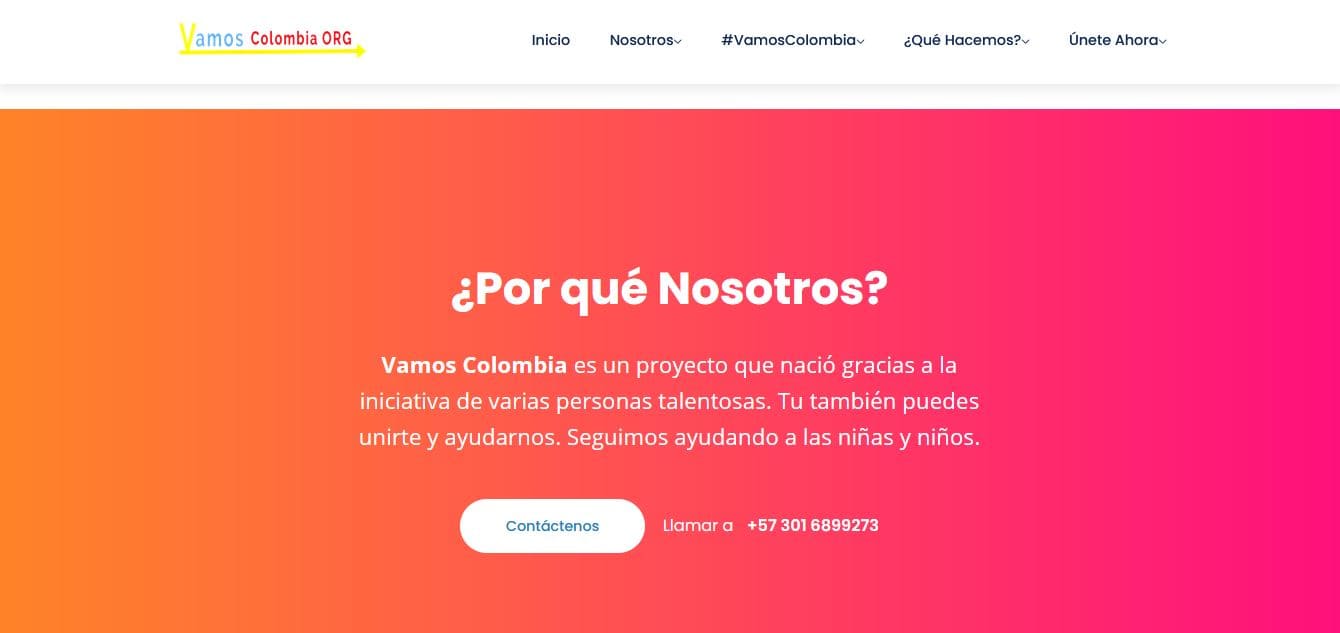 Vamos Colombia ORG
Inicio
Nosotros
#VamosColombia
¿Qué Hacemos?
Únete Ahora
¿Por qué Nosotros?
Vamos Colombia es un proyecto que nació gracias a la
iniciativa de varias personas talentosas. Tu también puedes
unirte y ayudarnos. Seguimos ayudando a las niñas y niños.
Contáctenos
Llamar a +57 301 6899273